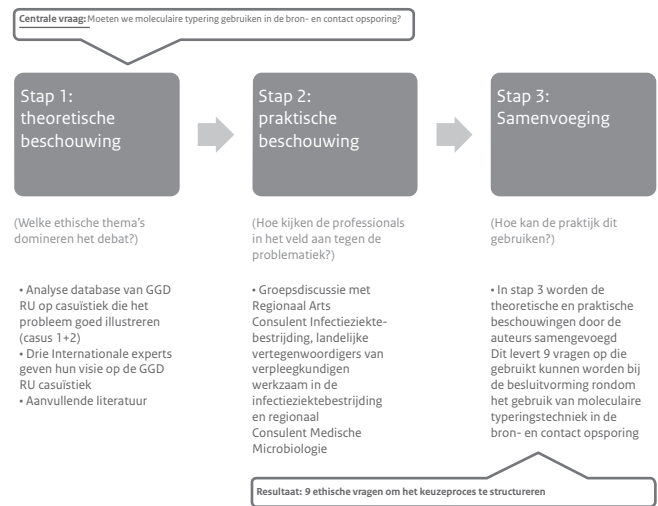 Centrale vraag: Moeten we moleculaire typering gebruiken in de bron- en contact opsporing?
Stap 1:
theoretische
beschouwing
(Welke ethische thema's
domineren het debat?)
• Analyse database van GGD
RU op casuïstiek die het
probleem goed illustreren
(casus 1+2)
• Drie Internationale experts
geven hun visie op de GGD
RU casuïstiek
• Aanvullende literatuur
Stap 2:
praktische
beschouwing
(Hoe kijken de professionals
in het veld aan tegen de
problematiek?)
• Groepsdiscussie met
Regionaal Arts
Consulent Infectieziekte-
bestrijding, landelijke
vertegenwoordigers van
verpleegkundigen
werkzaam in de
infectieziektebestrijding
en regionaal
Consulent Medische
Microbiologie
Stap 3:
Samenvoeging
(Hoe kan de praktijk dit
gebruiken?)
• In stap 3 worden de
theoretische en praktische
beschouwingen door de
auteurs samengevoegd
Dit levert 9 vragen op die
gebruikt kunnen worden bij
de besluitvorming rondom
het gebruik van moleculaire
typeringstechniek in de
bron- en contact opsporing
Resultaat: 9 ethische vragen om het keuzeproces te structureren